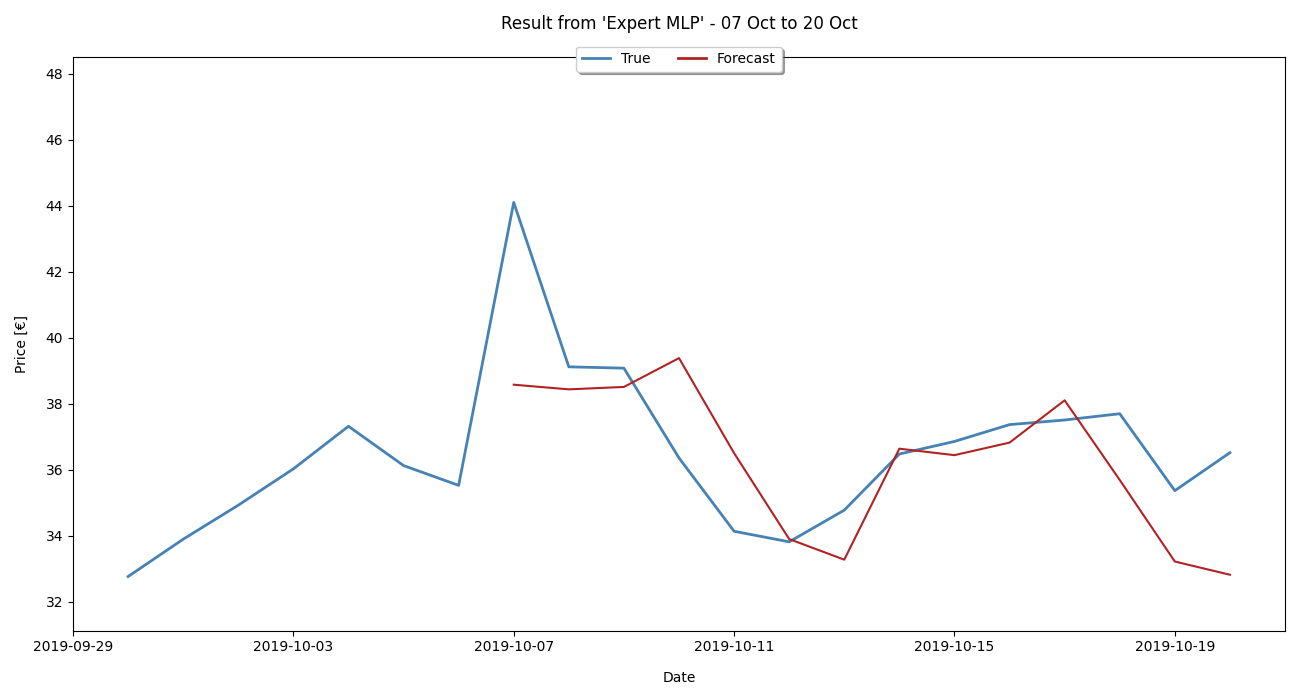 Result from 'Expert MLP' - 07 Oct to 20 Oct
True Forecast
48
46
44
42
40
38
36
34
32
Price [€]
2019-09-29 2019-10-03 2019-10-07 2019-10-11 2019-10-15 2019-10-19
Date